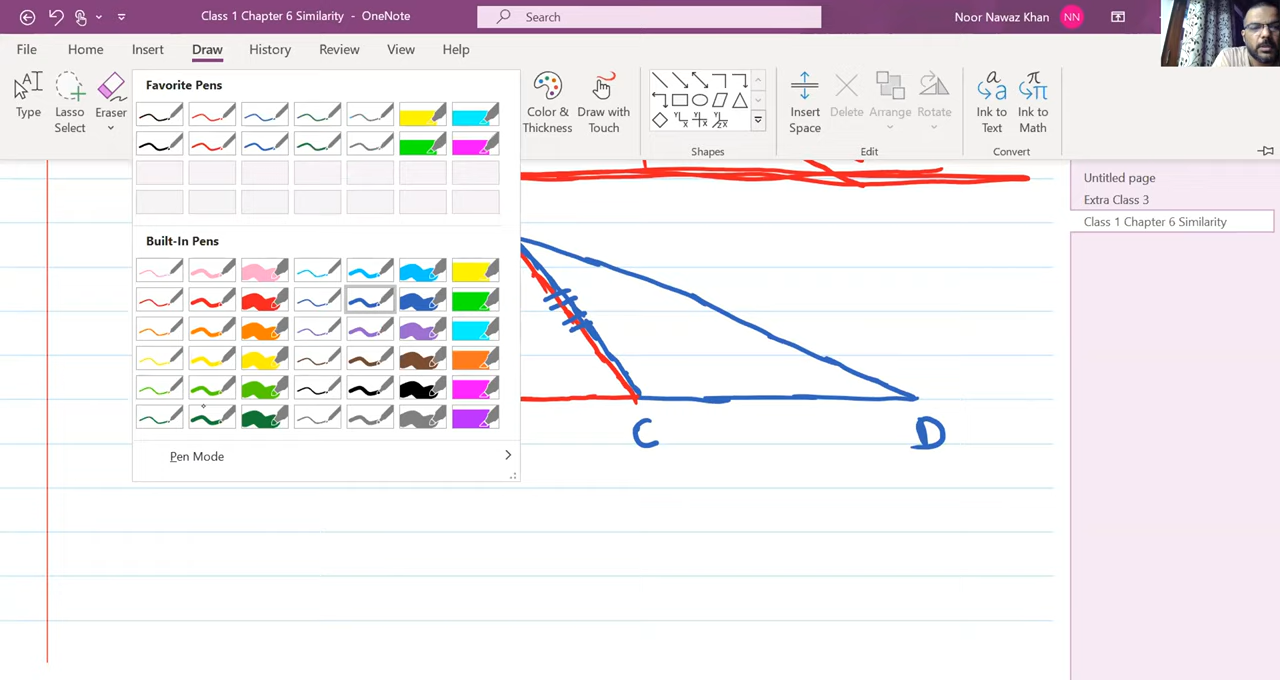 Class 1 Chapter 6 Similarity - OneNote
Search
Noor Nawaz Khan
NN
File
Home
Insert
Draw
History
Review
View
Help
Type
Lasso Select
Eraser
Favorite Pens
Built-In Pens
Pen Mode
Color & Thickness
Draw with Touch
Shapes
Insert Space
Delete
Arrange
Rotate
Edit
Ink to Text
Ink to Math
Convert
Untitled page
Extra Class 3
Class 1 Chapter 6 Similarity
C
D